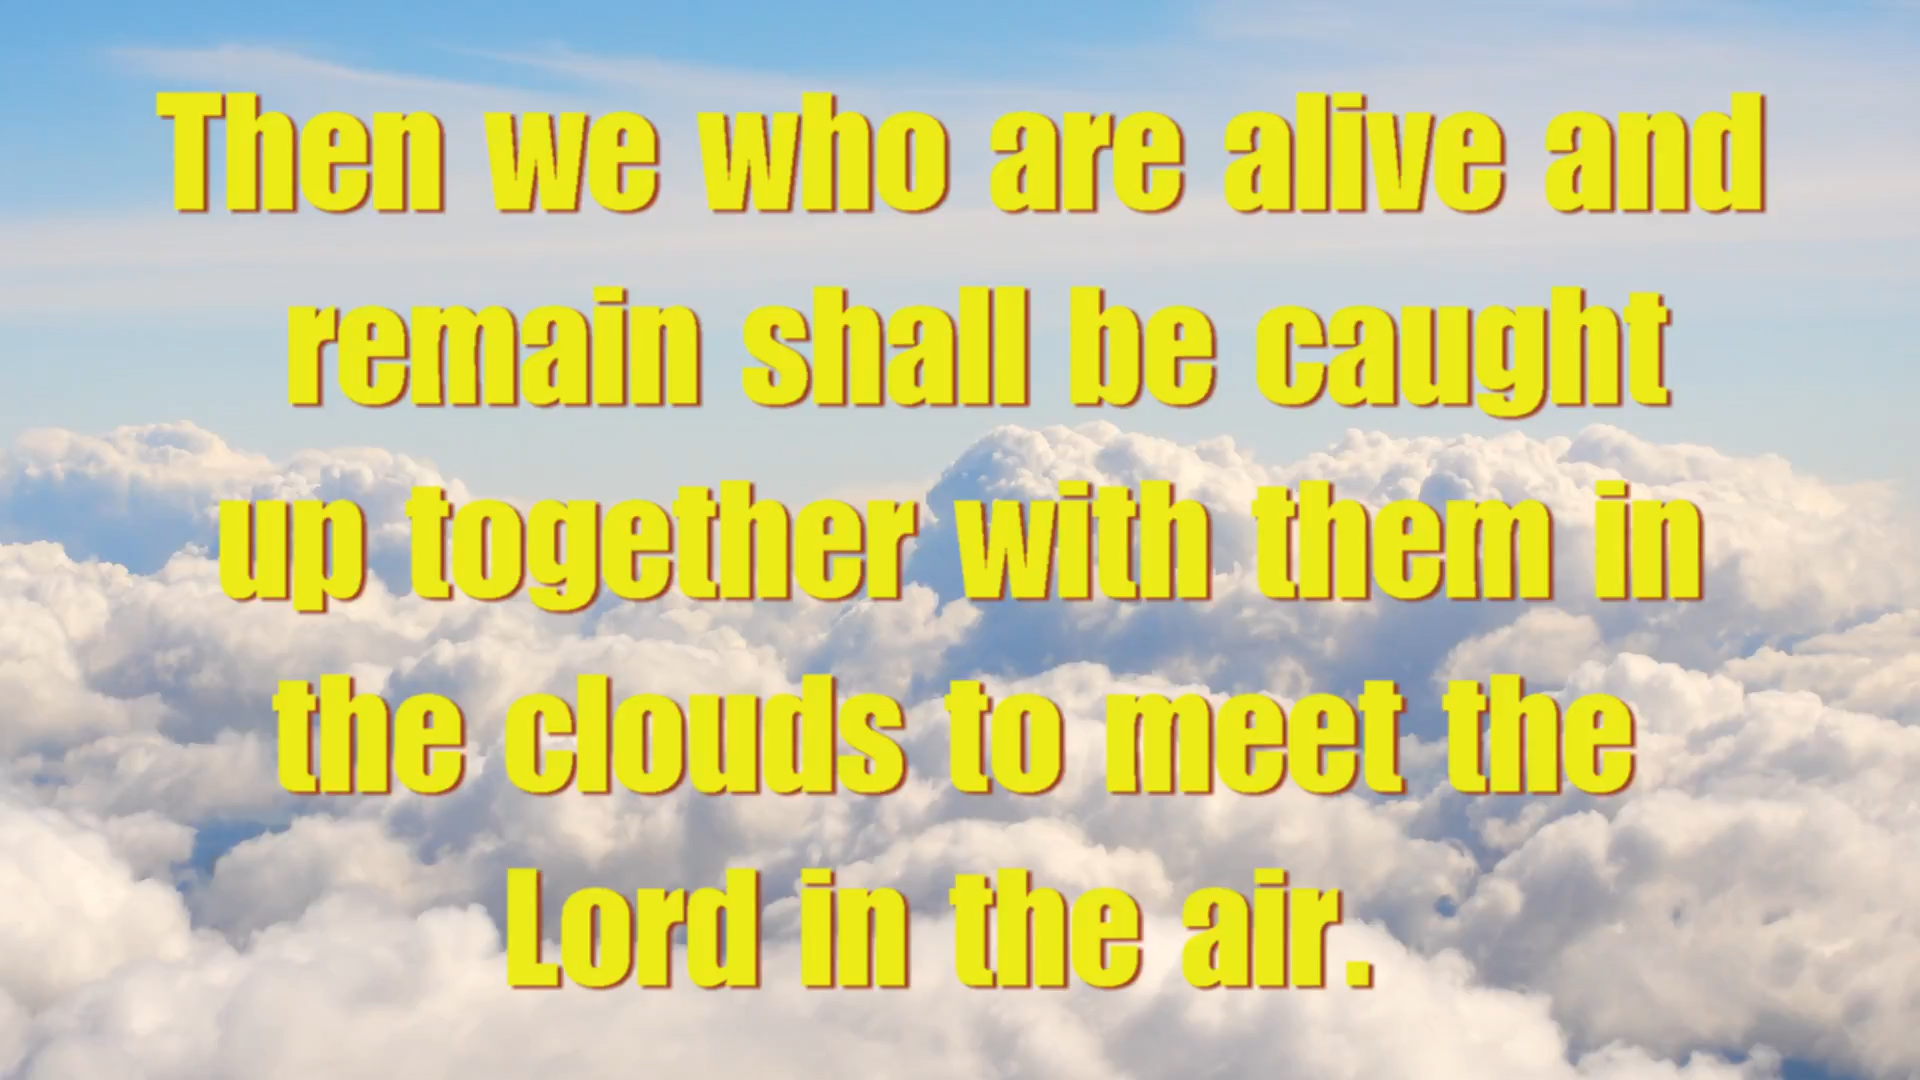 Then we who are alive and
remain shall be caught
up together with them in
the clouds to meet the
Lord in the air.